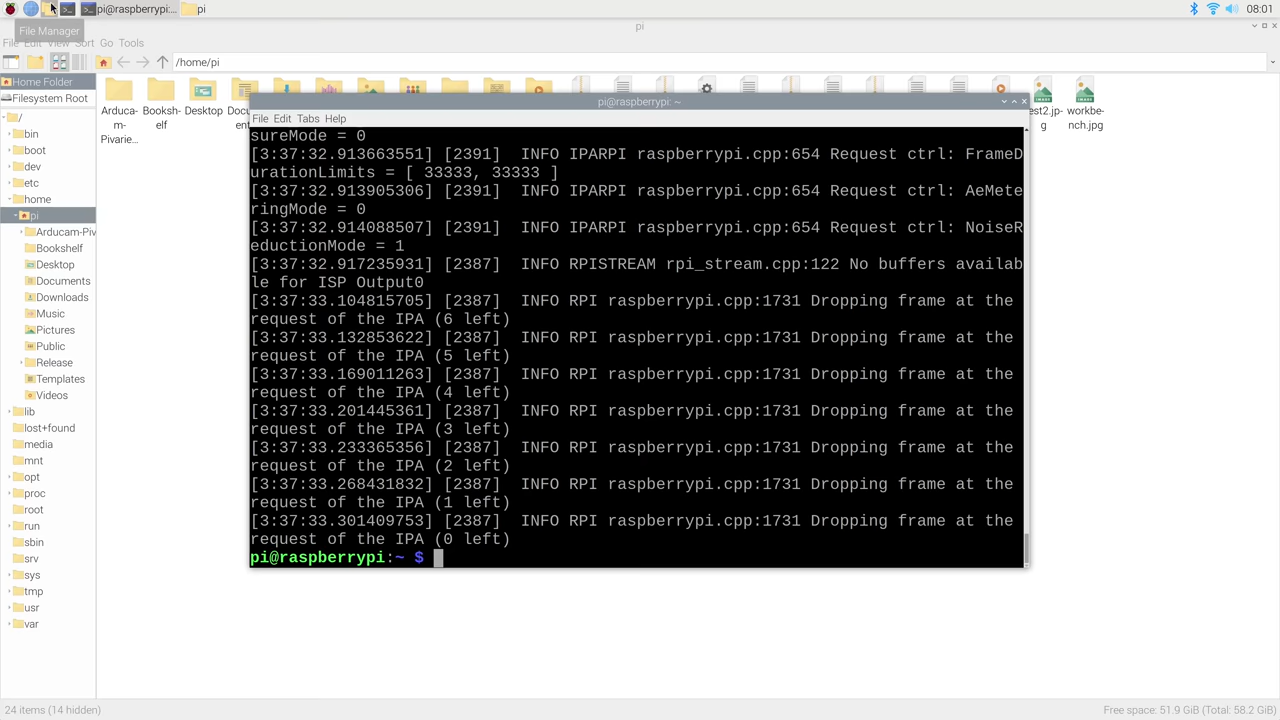 pi@raspberrypi:...
pi
08:01
File Manager
pi
File Edit View Sort Go Tools
/home/pi
Home Folder
Filesystem Root
/
bin
boot
dev
etc
home
pi
Arducam-Piv
Bookshelf
Desktop
Documents
Downloads
Music
Pictures
Public
Release
Templates
Videos
lib
lost+found
media
mnt
opt
proc
root
run
sbin
srv
sys
tmp
usr
var
Arduca-
m-
Pivarie...
Booksh-
elf
Desktop
Docum-
ent
est2.jp-
g
workbe-
nch.jpg
IMAGE
IMAGE
pi@raspberrypi: ~
File Edit Tabs Help
sureMode = 0
[3:37:32.913663551] [2391]  INFO IPARPI raspberrypi.cpp:654 Request ctrl: FrameD
urationLimits = [ 33333, 33333 ]
[3:37:32.913905306] [2391]  INFO IPARPI raspberrypi.cpp:654 Request ctrl: AeMete
ringMode = 0
[3:37:32.914088507] [2391]  INFO IPARPI raspberrypi.cpp:654 Request ctrl: NoiseR
eductionMode = 1
[3:37:32.917235931] [2387]  INFO RPISTREAM rpi_stream.cpp:122 No buffers availab
le for ISP Output0
[3:37:33.104815705] [2387]  INFO RPI raspberrypi.cpp:1731 Dropping frame at the
request of the IPA (6 left)
[3:37:33.132853622] [2387]  INFO RPI raspberrypi.cpp:1731 Dropping frame at the
request of the IPA (5 left)
[3:37:33.169011263] [2387]  INFO RPI raspberrypi.cpp:1731 Dropping frame at the
request of the IPA (4 left)
[3:37:33.201445361] [2387]  INFO RPI raspberrypi.cpp:1731 Dropping frame at the
request of the IPA (3 left)
[3:37:33.233365356] [2387]  INFO RPI raspberrypi.cpp:1731 Dropping frame at the
request of the IPA (2 left)
[3:37:33.268431832] [2387]  INFO RPI raspberrypi.cpp:1731 Dropping frame at the
request of the IPA (1 left)
[3:37:33.301409753] [2387]  INFO RPI raspberrypi.cpp:1731 Dropping frame at the
request of the IPA (0 left)
pi@raspberrypi:~ $
24 items (14 hidden)
Free space: 51.9 GiB (Total: 58.2 GiB)